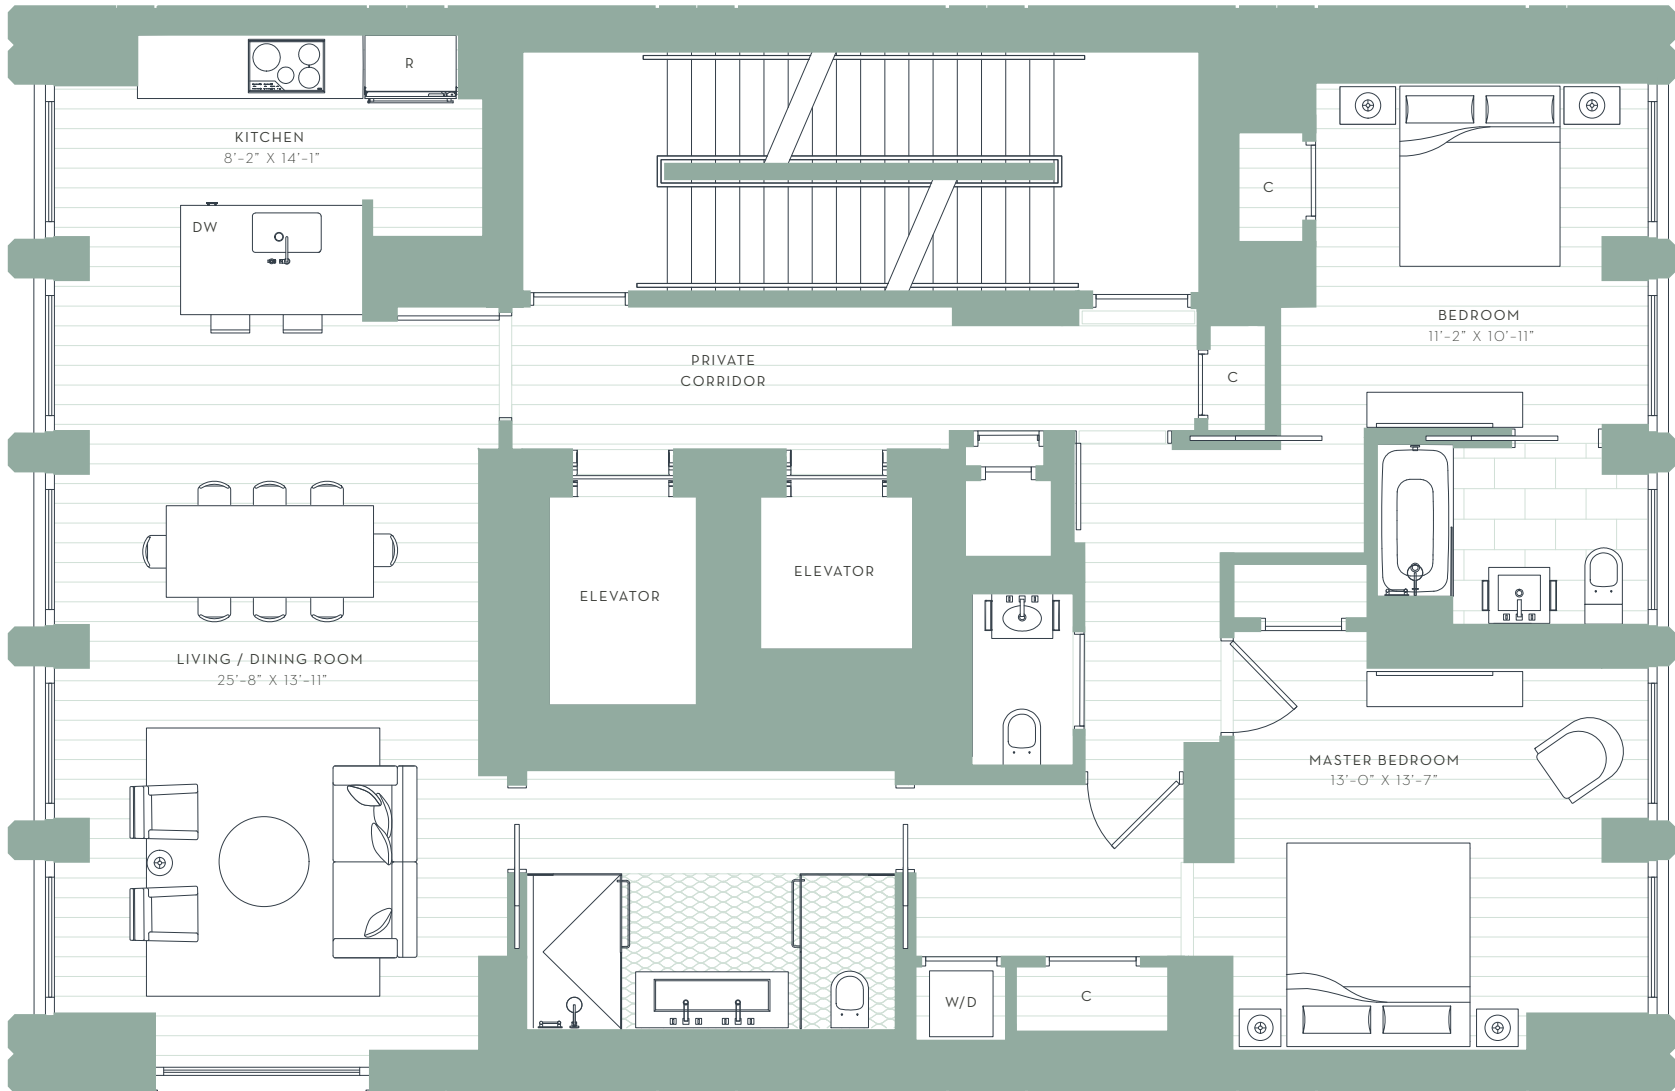 R
KITCHEN
8'-2" X 14'-1"
DW
C
BEDROOM
11'-2" X 10'-11"
PRIVATE
CORRIDOR
C
ELEVATOR
ELEVATOR
LIVING / DINING ROOM
25'-8" X 13'-11"
MASTER BEDROOM
13'-0" X 13'-7"
W/D
C